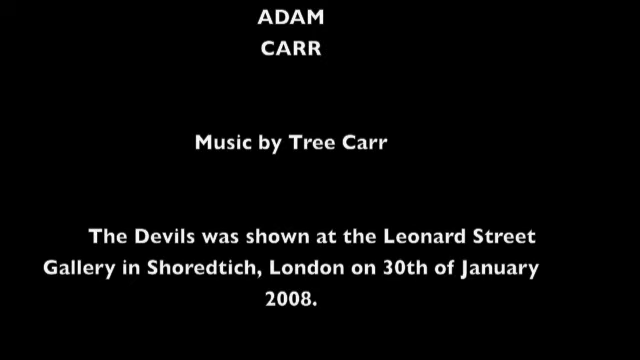 ADAM
CARR
Music by Tree Carr
The Devils was shown at the Leonard Street
Gallery in Shoredtich, London on 30th of January
2008.